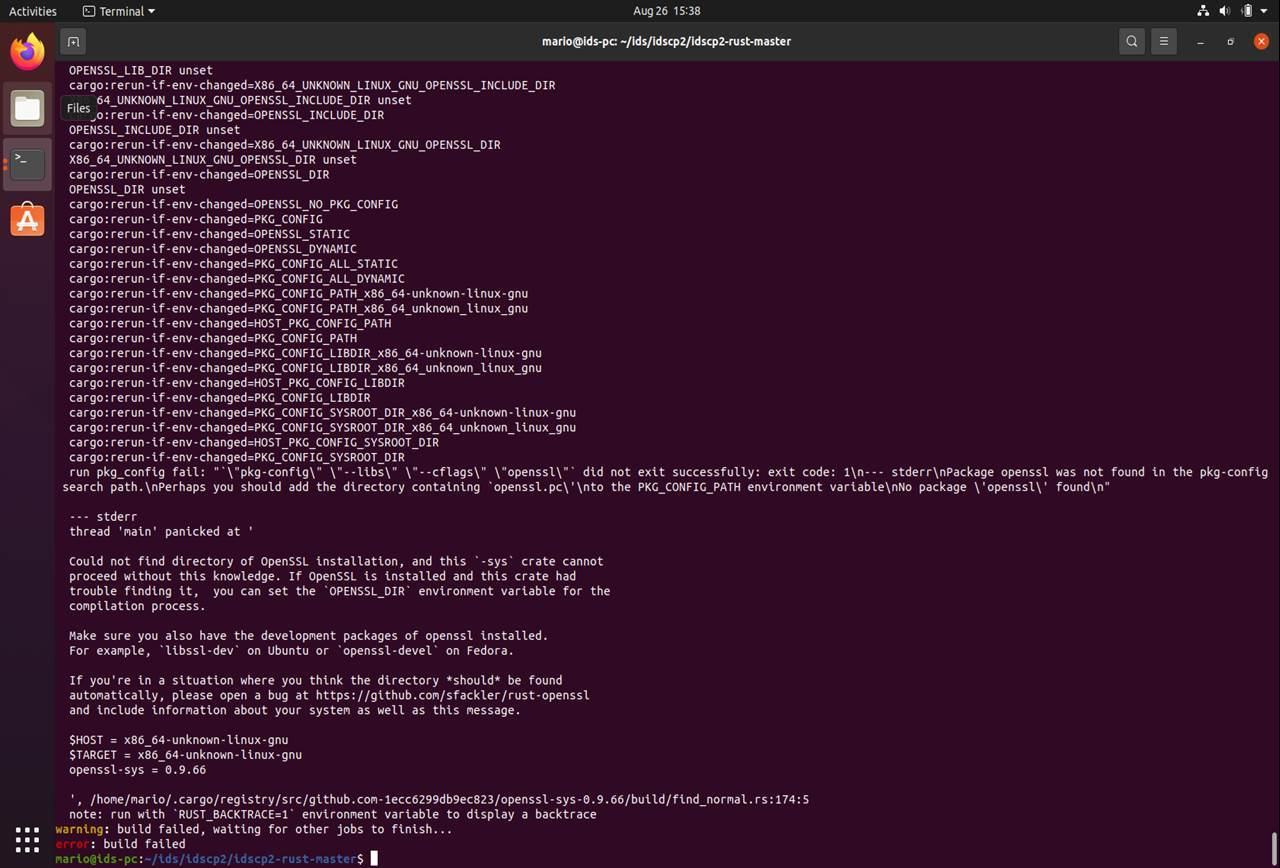 Activities
Terminal
Aug 26 15:38
mario@ids-pc: ~/ids/idscp2/idscp2-rust-master
OPENSSL_LIB_DIR unset
cargo:rerun-if-env-changed=X86_64_UNKNOWN_LINUX_GNU_OPENSSL_INCLUDE_DIR
64_UNKNOWN_LINUX_GNU_OPENSSL_INCLUDE_DIR unset
Files
o:rerun-if-env-changed=OPENSSL_INCLUDE_DIR
OPENSSL_INCLUDE_DIR unset
cargo:rerun-if-env-changed=X86_64_UNKNOWN_LINUX_GNU_OPENSSL_DIR
X86_64_UNKNOWN_LINUX_GNU_OPENSSL_DIR unset
cargo:rerun-if-env-changed=OPENSSL_DIR
OPENSSL_DIR unset
cargo:rerun-if-env-changed=OPENSSL_NO_PKG_CONFIG
cargo:rerun-if-env-changed=PKG_CONFIG
cargo:rerun-if-env-changed=OPENSSL_STATIC
cargo:rerun-if-env-changed=OPENSSL_DYNAMIC
cargo:rerun-if-env-changed=PKG_CONFIG_ALL_STATIC
cargo:rerun-if-env-changed=PKG_CONFIG_ALL_DYNAMIC
cargo:rerun-if-env-changed=PKG_CONFIG_PATH_x86_64-unknown-linux-gnu
cargo:rerun-if-env-changed=PKG_CONFIG_PATH_x86_64_unknown_linux_gnu
cargo:rerun-if-env-changed=HOST_PKG_CONFIG_PATH
cargo:rerun-if-env-changed=PKG_CONFIG_PATH
cargo:rerun-if-env-changed=PKG_CONFIG_LIBDIR_x86_64-unknown-linux-gnu
cargo:rerun-if-env-changed=PKG_CONFIG_LIBDIR_x86_64_unknown_linux_gnu
cargo:rerun-if-env-changed=HOST_PKG_CONFIG_LIBDIR
cargo:rerun-if-env-changed=PKG_CONFIG_LIBDIR
cargo:rerun-if-env-changed=PKG_CONFIG_SYSROOT_DIR_x86_64-unknown-linux-gnu
cargo:rerun-if-env-changed=PKG_CONFIG_SYSROOT_DIR_x86_64_unknown_linux_gnu
cargo:rerun-if-env-changed=HOST_PKG_CONFIG_SYSROOT_DIR
cargo:rerun-if-env-changed=PKG_CONFIG_SYSROOT_DIR
run pkg_config fail: "`\"pkg-config\" \"--libs\" \"--cflags\" \"openssl\"` did not exit successfully: exit code: 1\n--- stderr\nPackage openssl was not found in the pkg-config
search path.\nPerhaps you should add the directory containing `openssl.pc\'\nto the PKG_CONFIG_PATH environment variable\nNo package \'openssl\' found\n"
--- stderr
thread 'main' panicked at '
Could not find directory of OpenSSL installation, and this `-sys` crate cannot
proceed without this knowledge. If OpenSSL is installed and this crate had
trouble finding it,  you can set the `OPENSSL_DIR` environment variable for the
compilation process.
Make sure you also have the development packages of openssl installed.
For example, `libssl-dev` on Ubuntu or `openssl-devel` on Fedora.
If you're in a situation where you think the directory *should* be found
automatically, please open a bug at https://github.com/sfackler/rust-openssl
and include information about your system as well as this message.
$HOST = x86_64-unknown-linux-gnu
$TARGET = x86_64-unknown-linux-gnu
openssl-sys = 0.9.66
', /home/mario/.cargo/registry/src/github.com-1ecc6299db9ec823/openssl-sys-0.9.66/build/find_normal.rs:174:5
note: run with `RUST_BACKTRACE=1` environment variable to display a backtrace
warning: build failed, waiting for other jobs to finish...
error: build failed
mario@ids-pc:~/ids/idscp2/idscp2-rust-master$